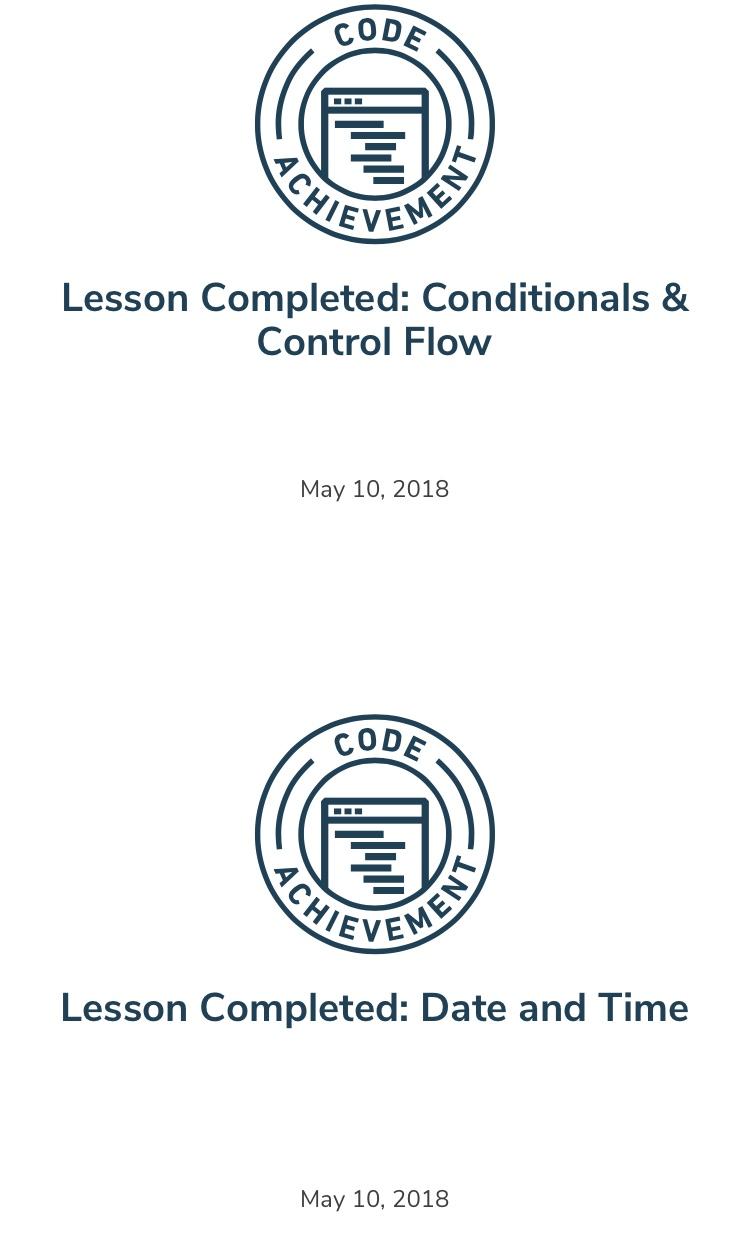 CODE
ACHIEVEMENT
Lesson Completed: Conditionals &
Control Flow
May 10, 2018
CODE
ACHIEVEMENT
Lesson Completed: Date and Time
May 10, 2018